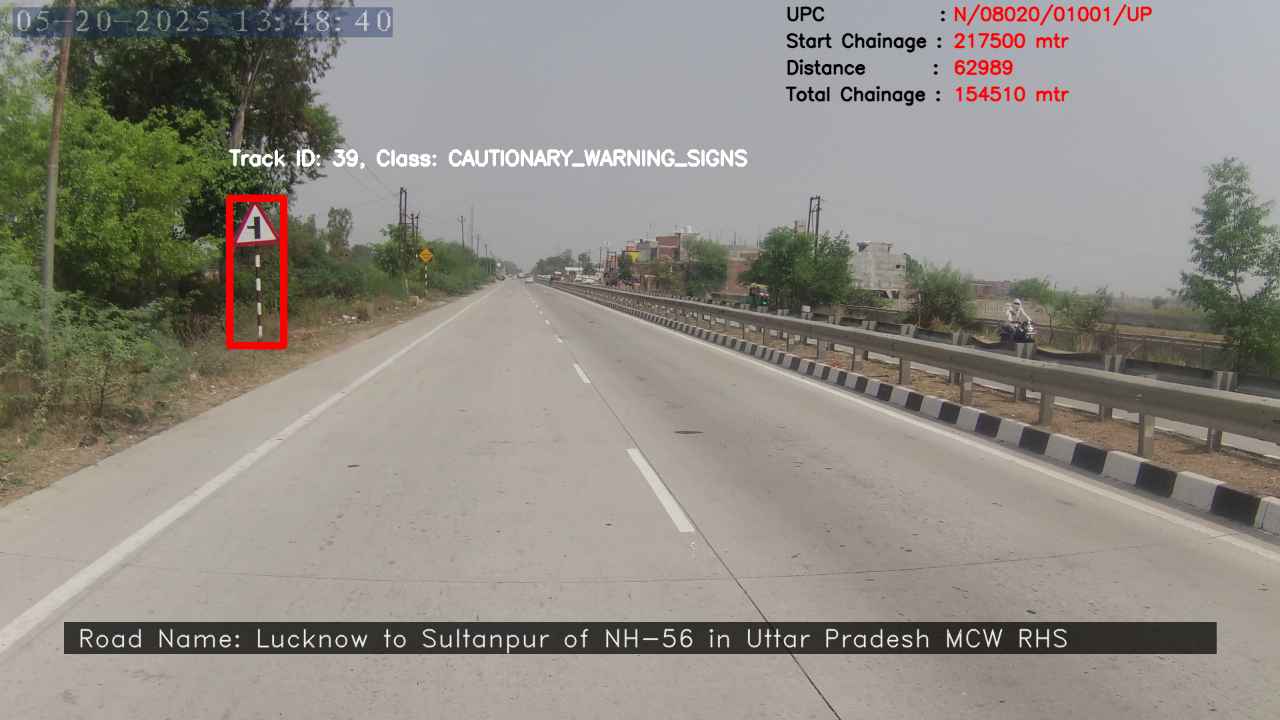 05-20-2025 13:48:40
UPC : N/08020/01001/UP
Start Chainage : 217500 mtr
Distance : 62989
Total Chainage : 154510 mtr
Track ID: 39, Class: CAUTIONARY_WARNING_SIGNS
Road Name: Lucknow to Sultanpur of NH-56 in Uttar Pradesh MCW RHS